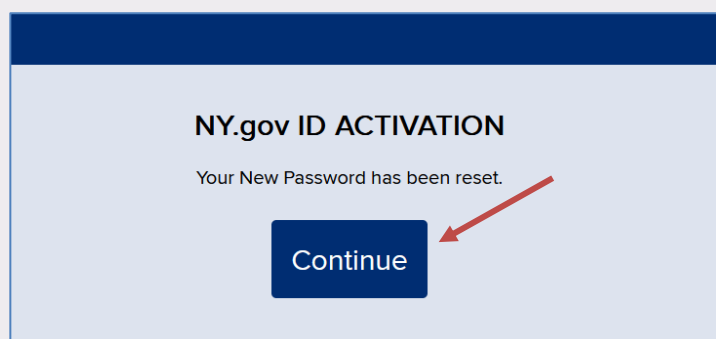 NY.gov ID ACTIVATION
Your New Password has been reset.
Continue